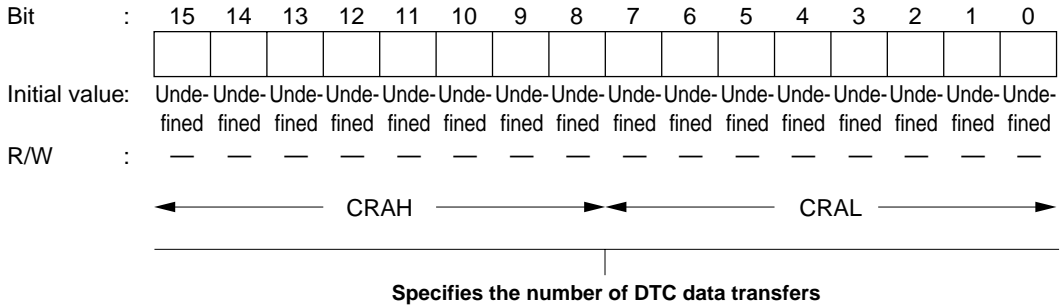 Bit : 15 14 13 12 11 10 9 8 7 6 5 4 3 2 1 0
Initial value: Unde- Unde- Unde- Unde- Unde- Unde- Unde- Unde- Unde- Unde- Unde- Unde- Unde- Unde- Unde- Unde-
fined fined fined fined fined fined fined fined fined fined fined fined fined fined fined fined
R/W : — — — — — — — — — — — — — — — —
CRAH CRAL
Specifies the number of DTC data transfers